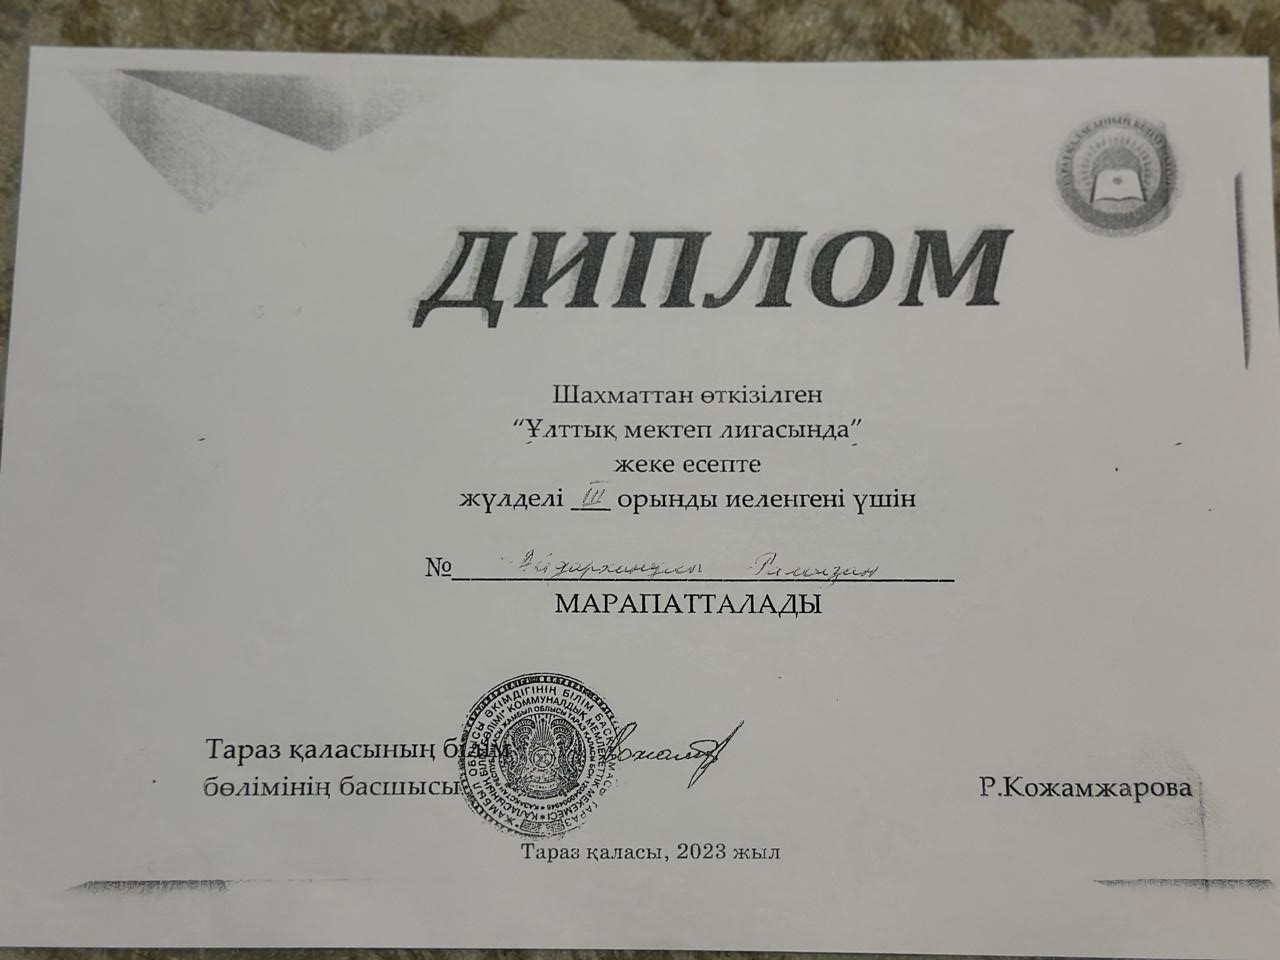 ДИПЛОМ
Шахматтан өткізілген
“Ұлттық мектеп лигасында”
жеке есепте
жүлделі III орынды иеленгені үшін
№ Айдарханұлы Рамазан
МАРАПАТТАЛАДЫ
Тараз қаласының білім
бөлімінің басшысы
Р.Кожамжарова
Тараз қаласы, 2023 жыл